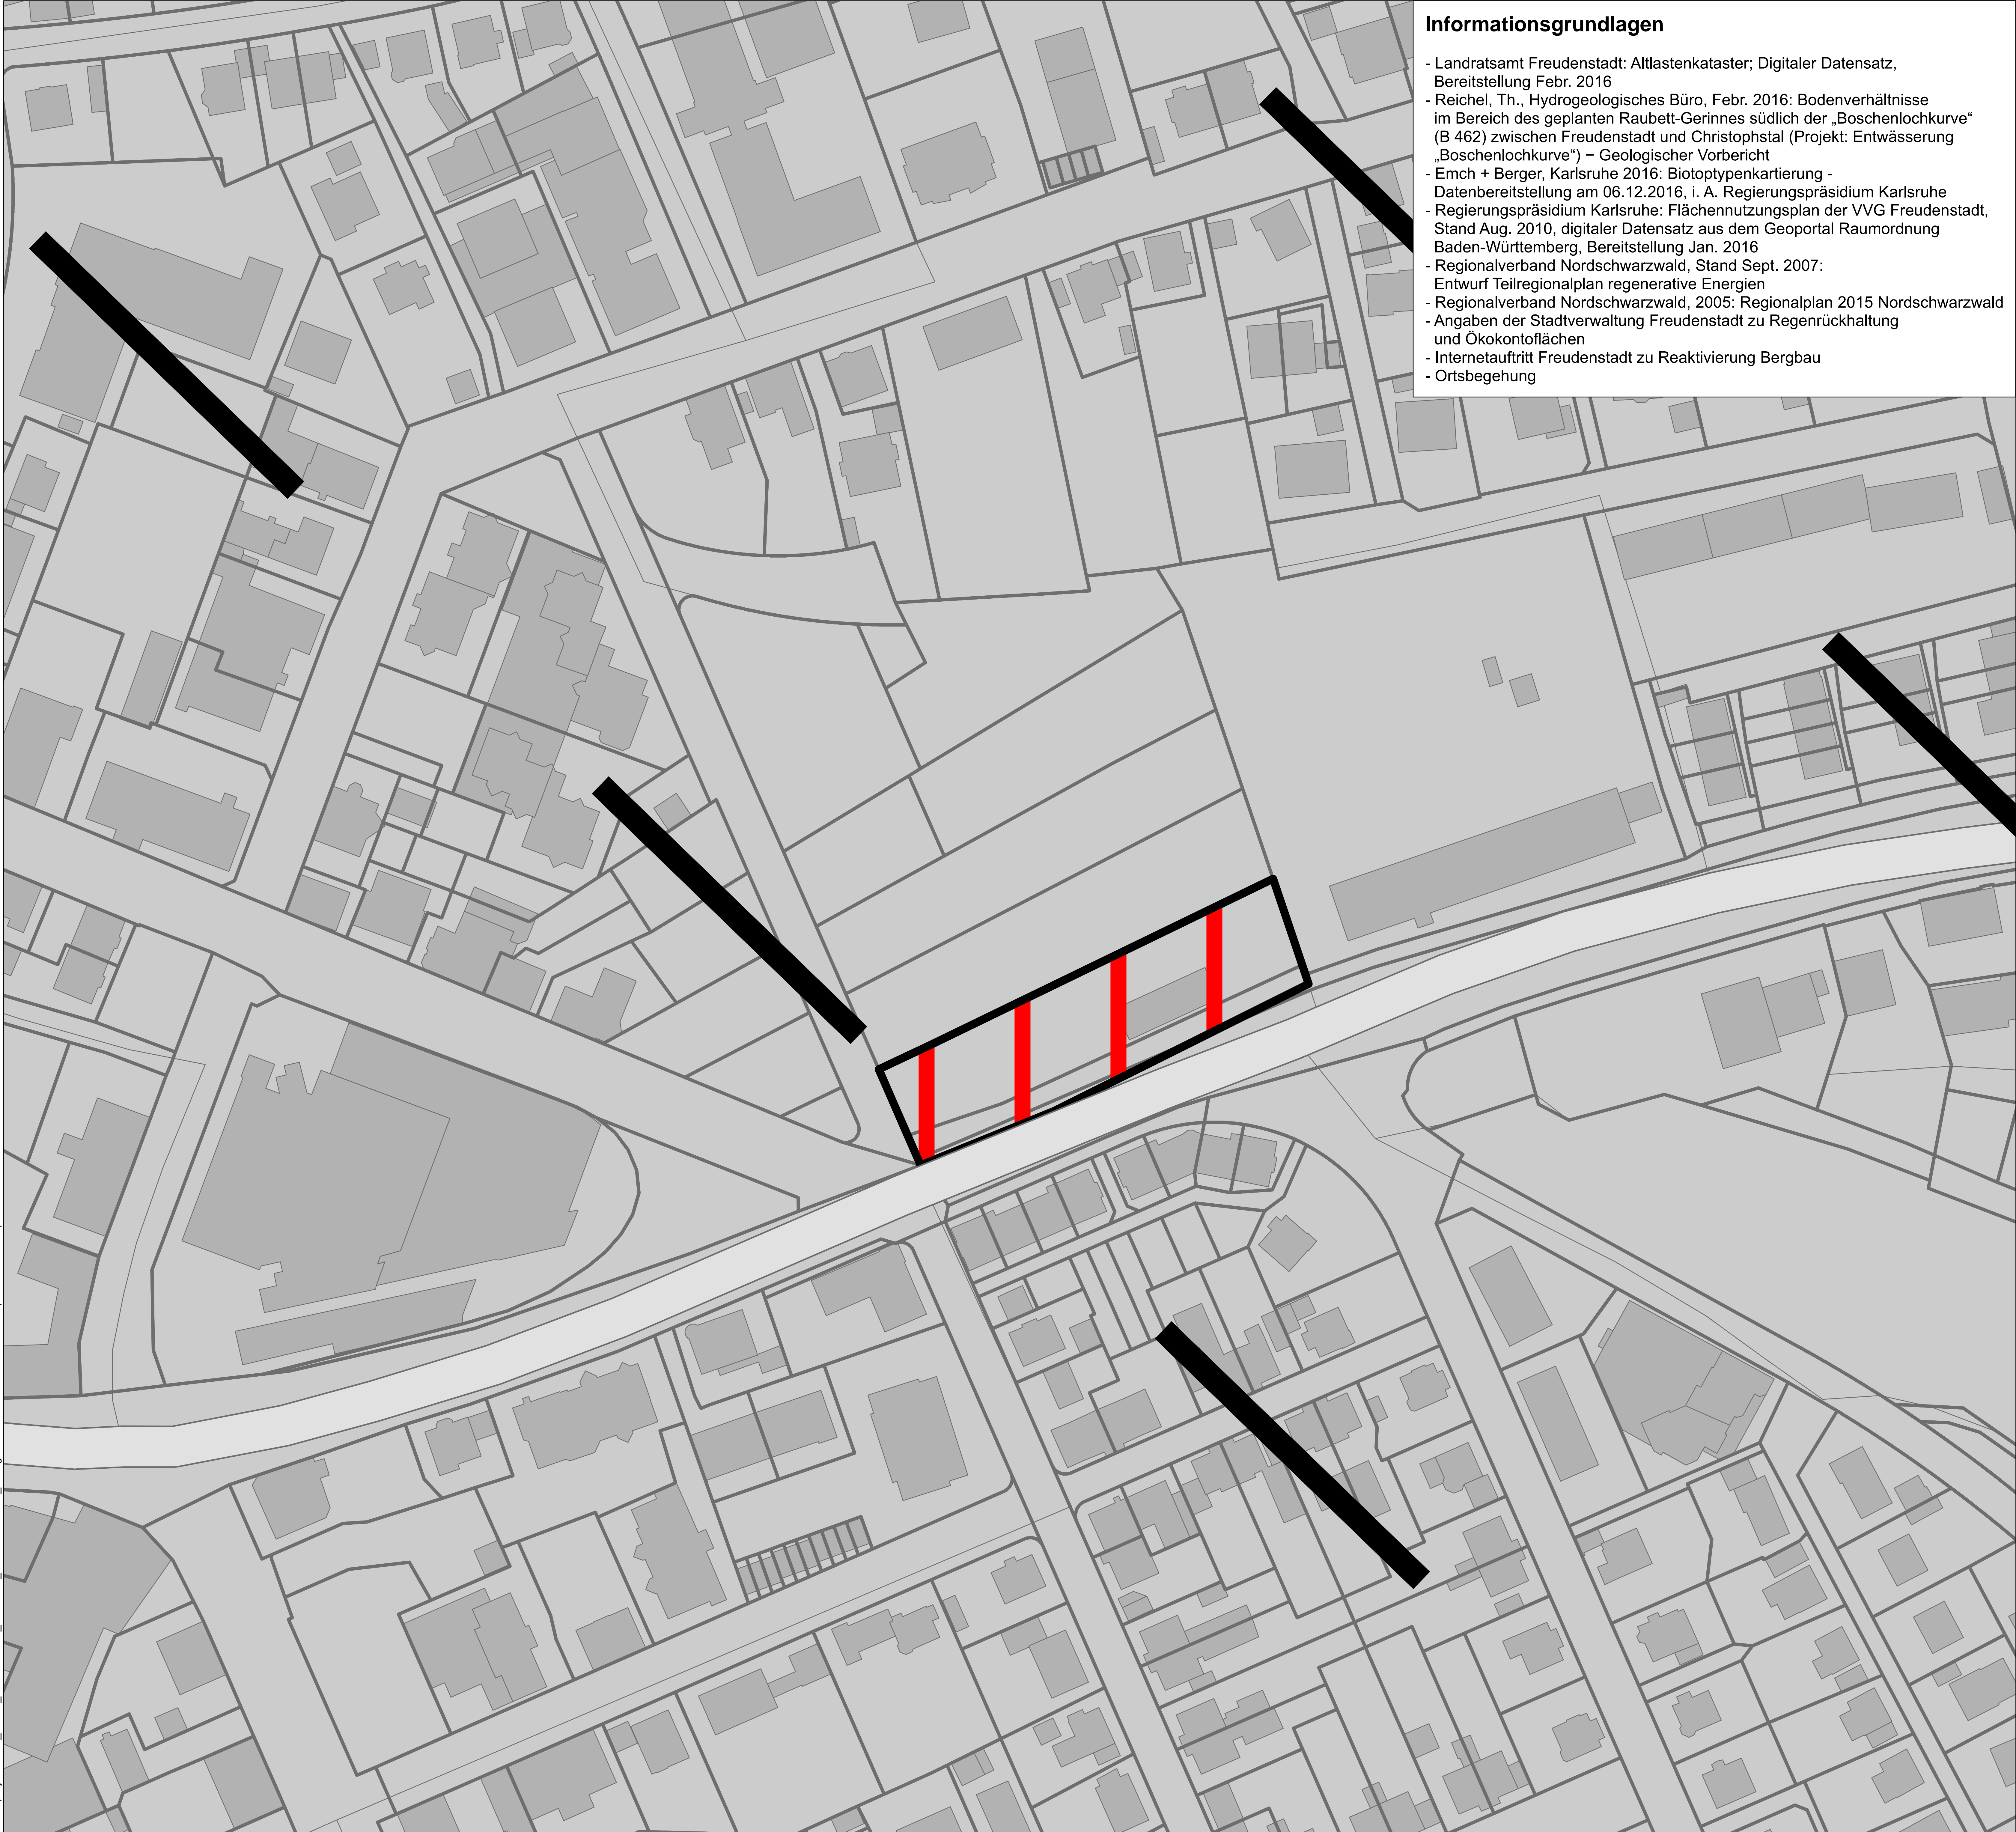 Informationsgrundlagen
- Landratsamt Freudenstadt: Altlastenkataster; Digitaler Datensatz,
Bereitstellung Febr. 2016
- Reichel, Th., Hydrogeologisches Büro, Febr. 2016: Bodenverhältnisse
im Bereich des geplanten Raubett-Gerinnes südlich der „Boschenlochkurve“
(B 462) zwischen Freudenstadt und Christophstal (Projekt: Entwässerung
„Boschenlochkurve“) − Geologischer Vorbericht
- Emch + Berger, Karlsruhe 2016: Biotoptypenkartierung -
Datenbereitstellung am 06.12.2016, i. A. Regierungspräsidium Karlsruhe
- Regierungspräsidium Karlsruhe: Flächennutzungsplan der VVG Freudenstadt,
Stand Aug. 2010, digitaler Datensatz aus dem Geoportal Raumordnung
Baden-Württemberg, Bereitstellung Jan. 2016
- Regionalverband Nordschwarzwald, Stand Sept. 2007:
Entwurf Teilregionalplan regenerative Energien
- Regionalverband Nordschwarzwald, 2005: Regionalplan 2015 Nordschwarzwald
- Angaben der Stadtverwaltung Freudenstadt zu Regenrückhaltung
und Ökokontoflächen
- Internetauftritt Freudenstadt zu Reaktivierung Bergbau
- Ortsbegehung